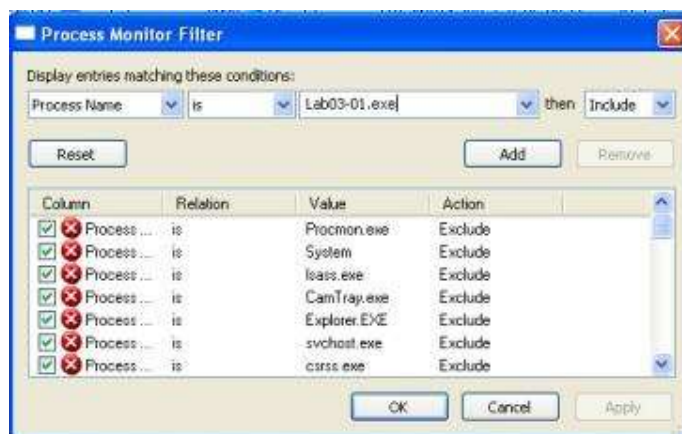 Process Monitor Filter
Display entries matching these conditions:
Process Name is Lab03-01.exe then Include
Reset Add Remove
Column Relation Value Action
Process ... is Procmon.exe Exclude
Process ... is System Exclude
Process ... is lsass.exe Exclude
Process ... is CamTray.exe Exclude
Process ... is Explorer.EXE Exclude
Process ... is svchost.exe Exclude
Process ... is csrss.exe Exclude
OK Cancel Apply